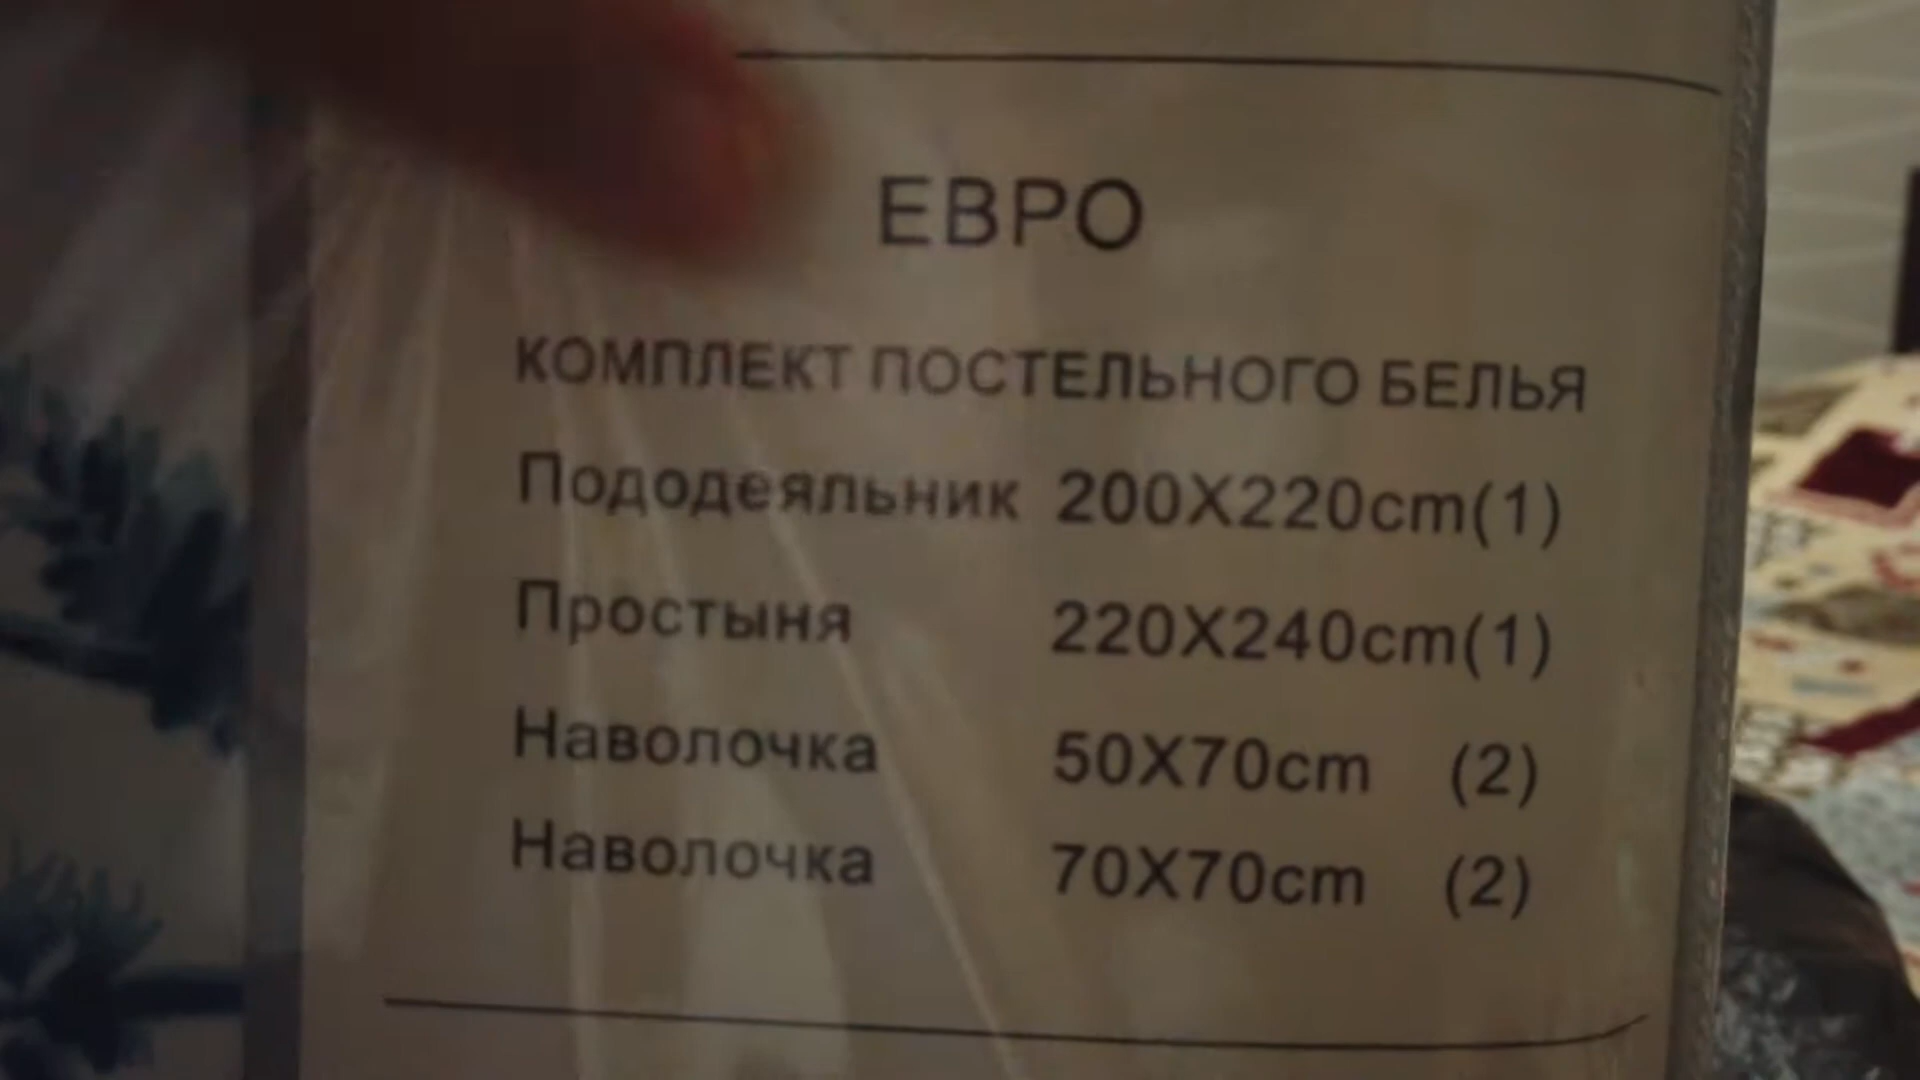 ЕВРО
КОМПЛЕКТ ПОСТЕЛЬНОГО БЕЛЬЯ
Пододеяльник 200X220cm(1)
Простыня 220X240cm(1)
Наволочка 50X70cm (2)
Наволочка 70X70cm (2)